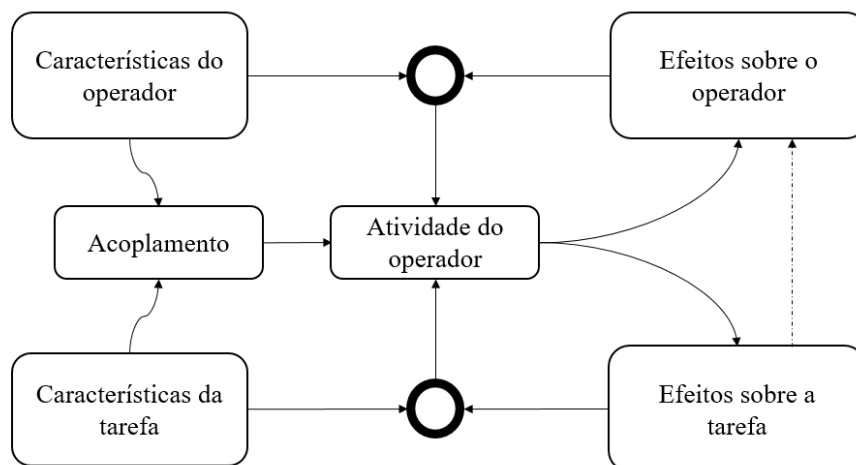 Características do
operador
Efeitos sobre o
operador
Acoplamento
Atividade do
operador
Características da
tarefa
Efeitos sobre a
tarefa